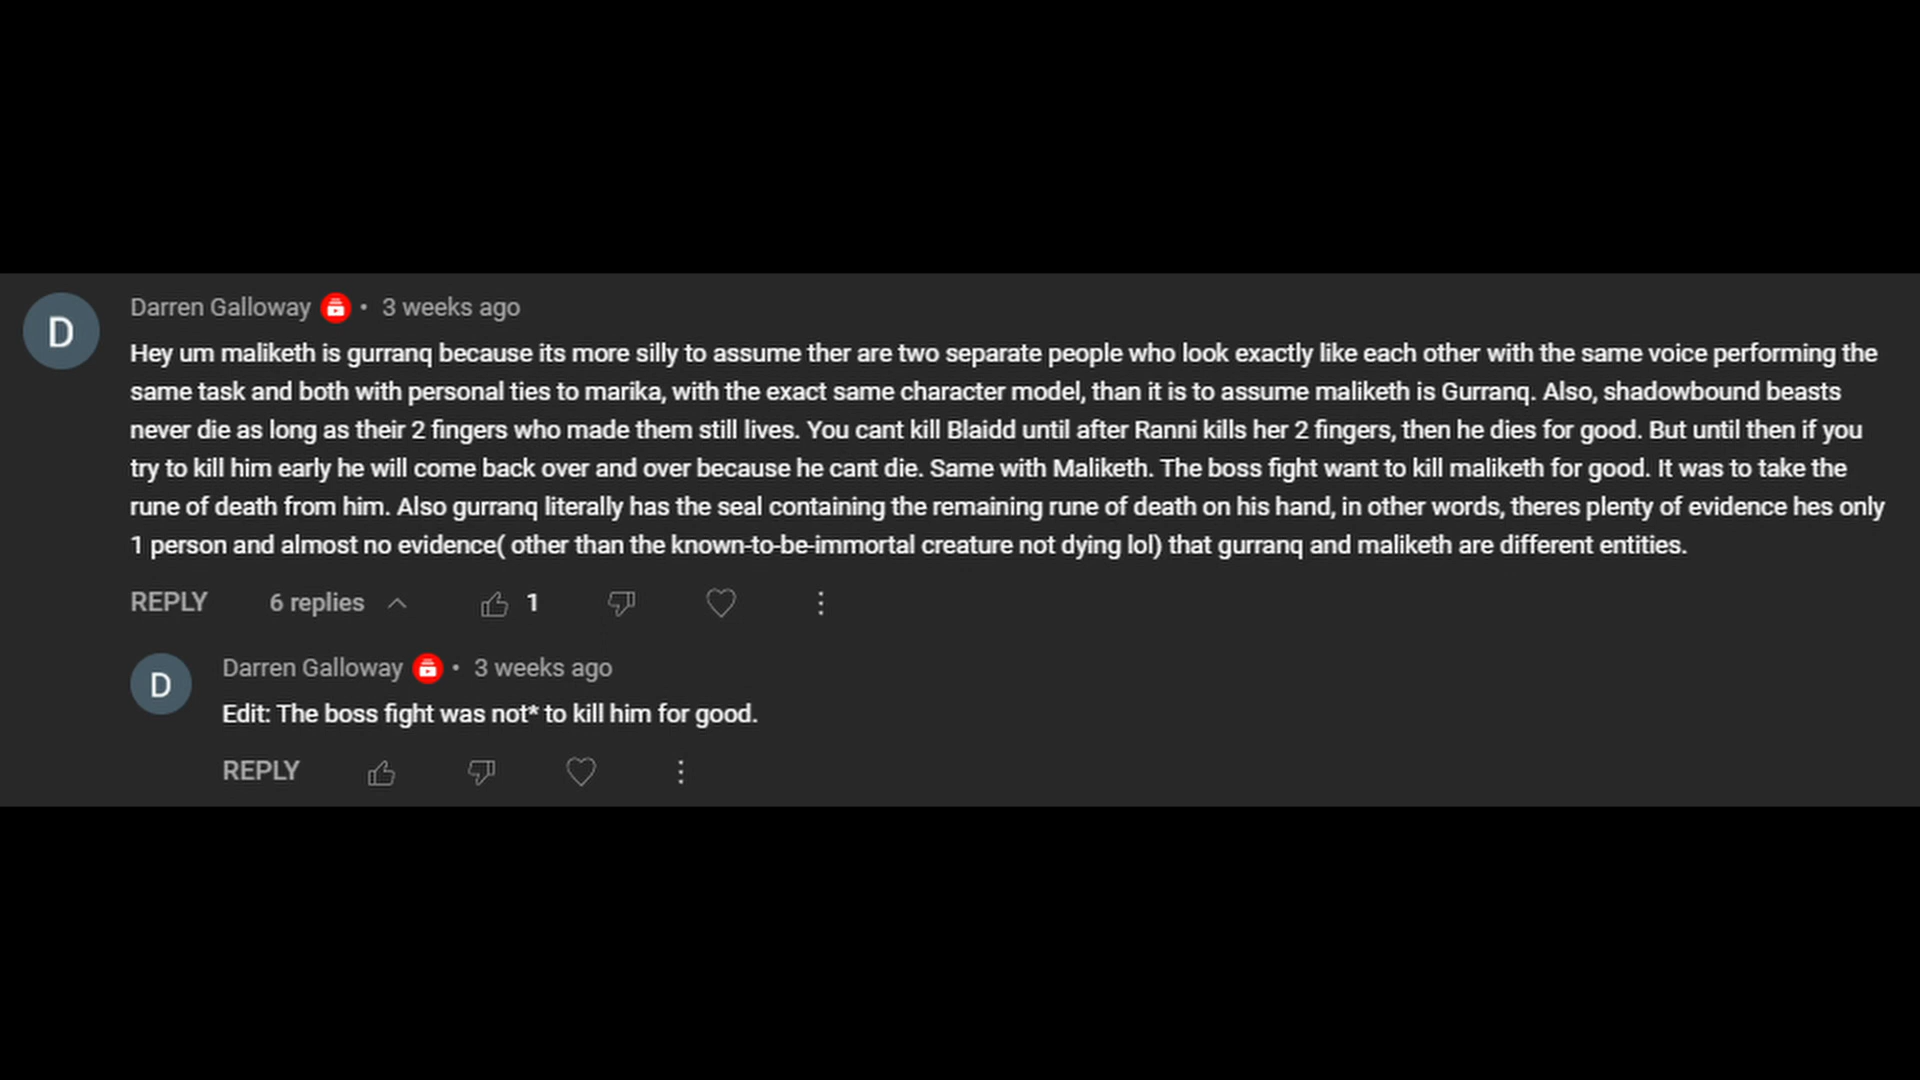 D
Darren Galloway • 3 weeks ago
Hey um maliketh is gurranq because its more silly to assume ther are two separate people who look exactly like each other with the same voice performing the
same task and both with personal ties to marika, with the exact same character model, than it is to assume maliketh is Gurranq. Also, shadowbound beasts
never die as long as their 2 fingers who made them still lives. You cant kill Blaidd until after Ranni kills her 2 fingers, then he dies for good. But until then if you
try to kill him early he will come back over and over because he cant die. Same with Maliketh. The boss fight want to kill maliketh for good. It was to take the
rune of death from him. Also gurranq literally has the seal containing the remaining rune of death on his hand, in other words, theres plenty of evidence hes only
1 person and almost no evidence( other than the known-to-be-immortal creature not dying lol) that gurranq and maliketh are different entities.
REPLY 6 replies 1
D
Darren Galloway • 3 weeks ago
Edit: The boss fight was not* to kill him for good.
REPLY